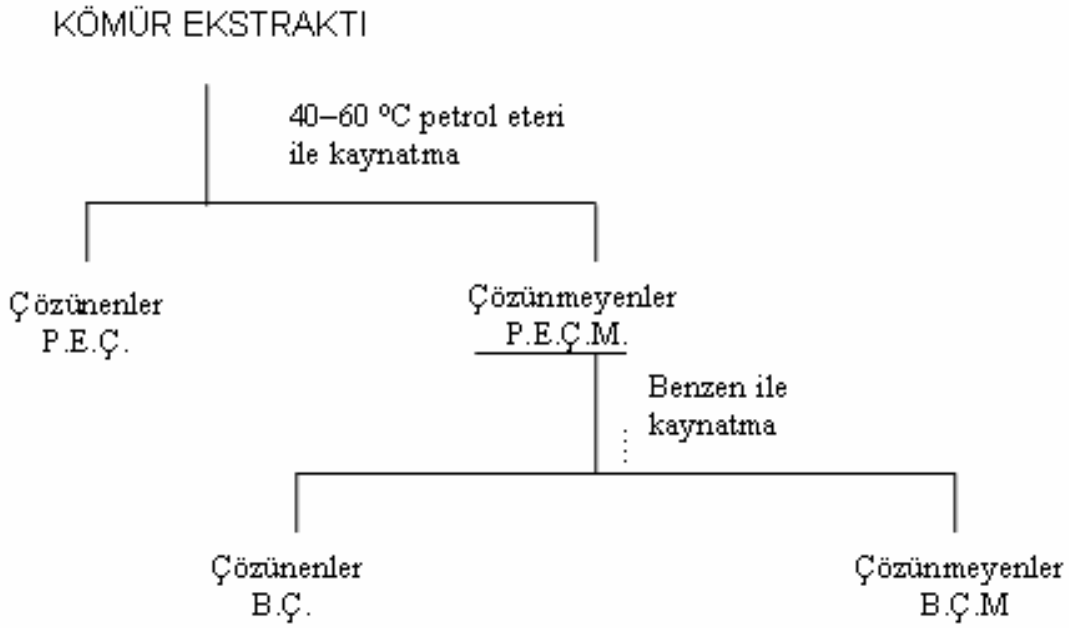 KÖMÜR EKSTRAKTI
40–60 ºC petrol eteri
ile kaynatma
Çözünenler
P.E.Ç.
Çözünmeyenler
P.E.Ç.M.
Benzen ile
kaynatma
Çözünenler
B.Ç.
Çözünmeyenler
B.Ç.M